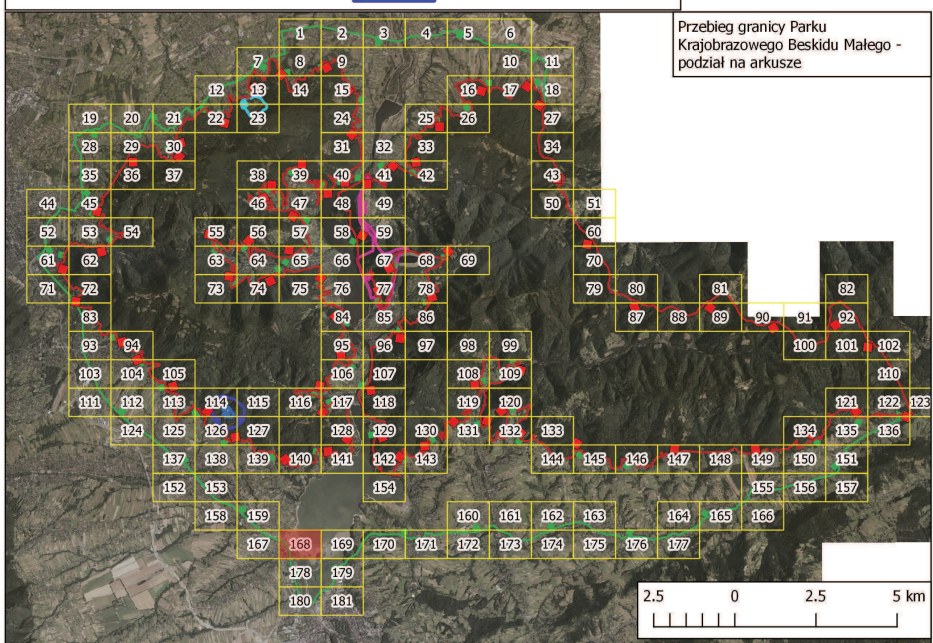 Przebieg granicy Parku
Krajobrazowego Beskidu Małego -
podział na arkusze
1 2 3 4 5 6
7 8 9 10 11
12 13 14 15 16 17 18
19 20 21 22 23 24 25 26 27
28 29 30 31 32 33 34
35 36 37 38 39 40 41 42 43
44 45 46 47 48 49 50 51
52 53 54 55 56 57 58 59 60
61 62 63 64 65 66 67 68 69 70
71 72 73 74 75 76 77 78 79 80 81 82
83 84 85 86 87 88 89 90 91 92
93 94 95 96 97 98 99 100 101 102
103 104 105 106 107 108 109 110
111 112 113 114 115 116 117 118 119 120 121 122 123
124 125 126 127 128 129 130 131 132 133 134 135 136
137 138 139 140 141 142 143 144 145 146 147 148 149 150 151
152 153 154 155 156 157
158 159 160 161 162 163 164 165 166
167 168 169 170 171 172 173 174 175 176 177
178 179
180 181
2.5 0 2.5 5 km